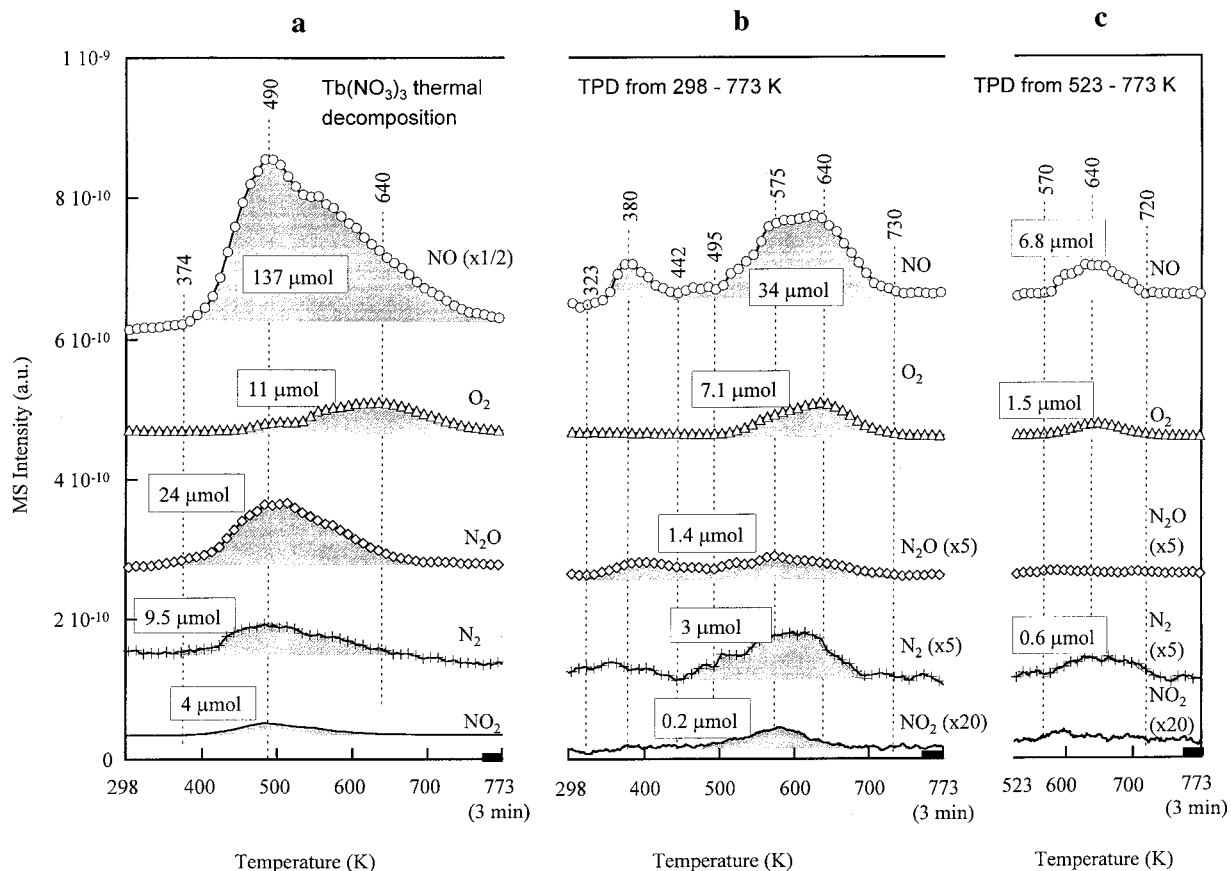 a
b
c
1 10⁻⁹
8 10⁻¹⁰
6 10⁻¹⁰
4 10⁻¹⁰
2 10⁻¹⁰
0
MS Intensity (a.u.)
Tb(NO₃)₃ thermal
decomposition
374
490
640
NO (x1/2)
137 µmol
11 µmol
O₂
24 µmol
N₂O
9.5 µmol
N₂
4 µmol
NO₂
298
400
500
600
700
773
(3 min)
Temperature (K)
TPD from 298 - 773 K
323
380
442
495
575
640
730
NO
34 µmol
7.1 µmol
O₂
1.4 µmol
N₂O (x5)
3 µmol
N₂ (x5)
0.2 µmol
NO₂ (x20)
298
400
500
600
700
773
(3 min)
Temperature (K)
TPD from 523 - 773 K
570
640
720
6.8 µmol
NO
1.5 µmol
O₂
N₂O
(x5)
0.6 µmol
N₂
(x5)
NO₂
(x20)
523
600
700
773
(3 min)
Temperature (K)